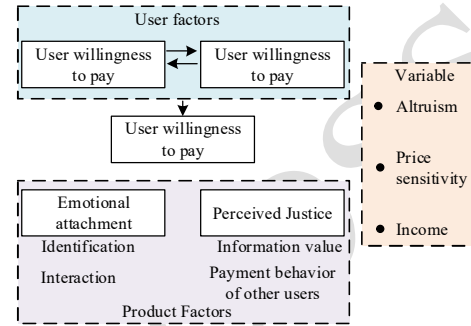 User factors
User willingness
to pay
User willingness
to pay
User willingness
to pay
Emotional
attachment
Perceived Justice
Identification
Information value
Interaction
Payment behavior
of other users
Product Factors
Variable
Altruism
Price
sensitivity
Income